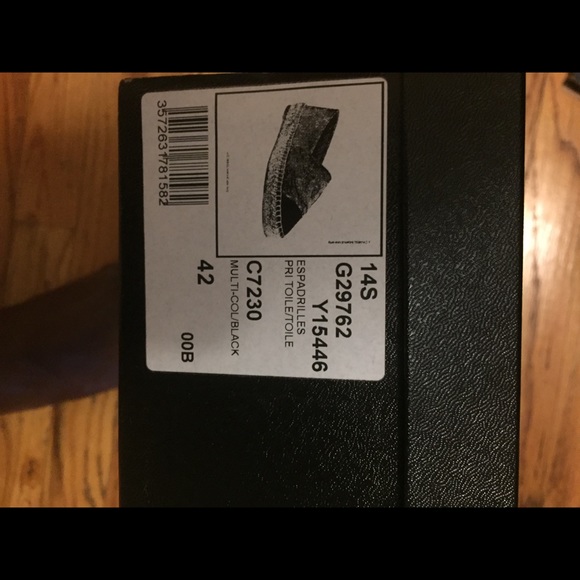 14S
G29762
Y15446
ESPADRILLES
PRI TOILE/TOILE
C7230
MULTI-COL/BLACK
42
00B
3572631781582